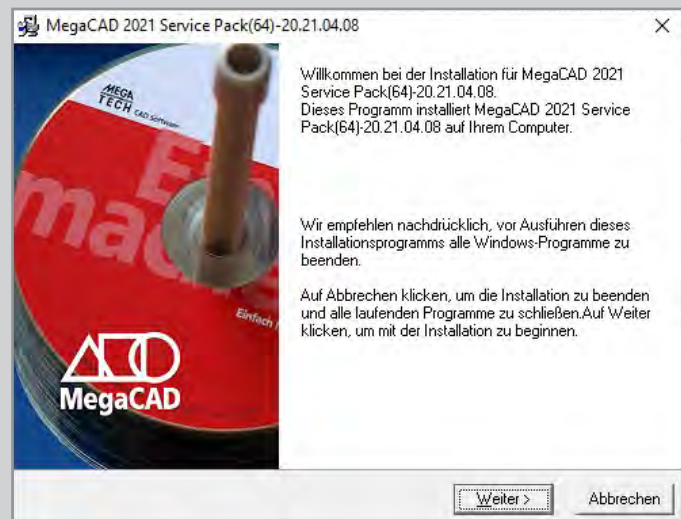 MegaCAD 2021 Service Pack(64)-20.21.04.08
Willkommen bei der Installation für MegaCAD 2021
Service Pack(64)-20.21.04.08.
Dieses Programm installiert MegaCAD 2021 Service
Pack(64)-20.21.04.08 auf Ihrem Computer.
Wir empfehlen nachdrücklich, vor Ausführen dieses
Installationsprogramms alle Windows-Programme zu
beenden.
Auf Abbrechen klicken, um die Installation zu beenden
und alle laufenden Programme zu schließen.Auf Weiter
klicken, um mit der Installation zu beginnen.
MEGA
TECH CAD Software
Einfach
MegaCAD
Weiter >
Abbrechen